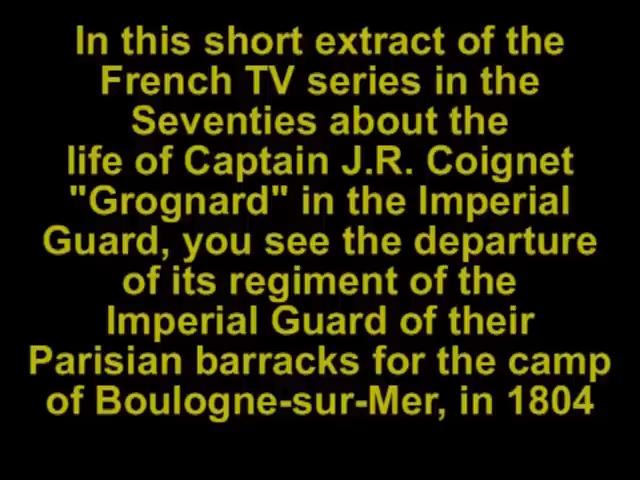 In this short extract of the
French TV series in the
Seventies about the
life of Captain J.R. Coignet
"Grognard" in the Imperial
Guard, you see the departure
of its regiment of the
Imperial Guard of their
Parisian barracks for the camp
of Boulogne-sur-Mer, in 1804